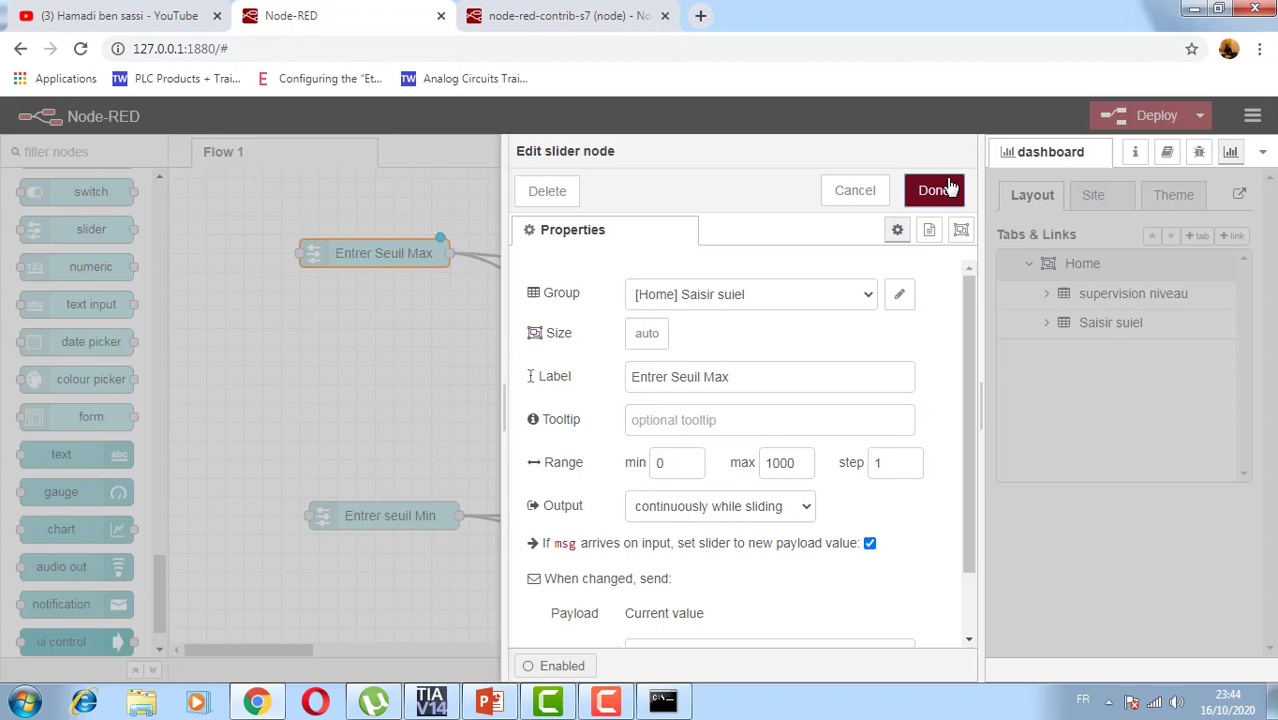 (3) Hamadi ben sassi - YouTube
Node-RED
node-red-contrib-s7 (node) - No
127.0.0.1:1880/#
Applications
TW PLC Products + Trai...
E Configuring the "Et...
TW Analog Circuits Trai...
Node-RED
Deploy
filter nodes
Flow 1
switch
slider
numeric
text input
date picker
colour picker
form
text
gauge
chart
audio out
notification
ui control
Entrer Seuil Max
Entrer seuil Min
Edit slider node
Delete
Cancel
Done
Properties
Group
[Home] Saisir suiel
Size
auto
Label
Entrer Seuil Max
Tooltip
optional tooltip
Range
min 0 max 1000 step 1
Output
continuously while sliding
If msg arrives on input, set slider to new payload value:
When changed, send:
Payload Current value
Enabled
dashboard
Layout
Site
Theme
Tabs & Links
+tab
+link
Home
supervision niveau
Saisir suiel
TIA
V14
FR
23:44
16/10/2020